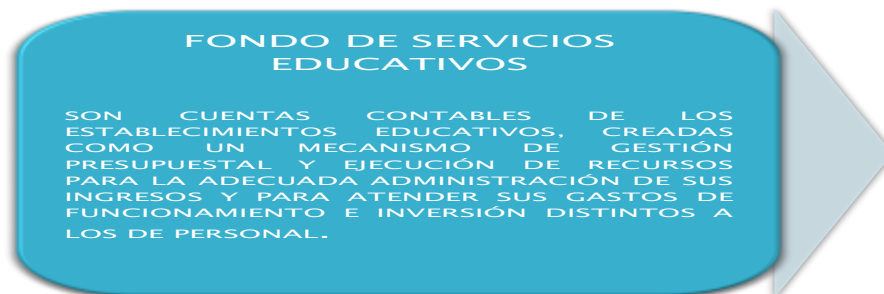 FONDO DE SERVICIOS
EDUCATIVOS
SON CUENTAS CONTABLES DE LOS
ESTABLECIMIENTOS EDUCATIVOS, CREADAS
COMO UN MECANISMO DE GESTIÓN
PRESUPUESTAL Y EJECUCIÓN DE RECURSOS
PARA LA ADECUADA ADMINISTRACIÓN DE SUS
INGRESOS Y PARA ATENDER SUS GASTOS DE
FUNCIONAMIENTO E INVERSIÓN DISTINTOS A
LOS DE PERSONAL.